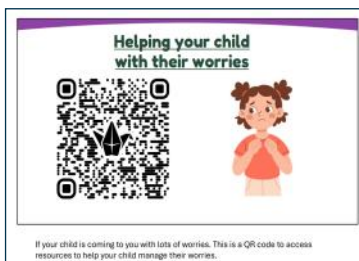 Helping your child
with their worries
If your child is coming to you with lots of worries. This is a QR code to access
resources to help your child manage their worries.